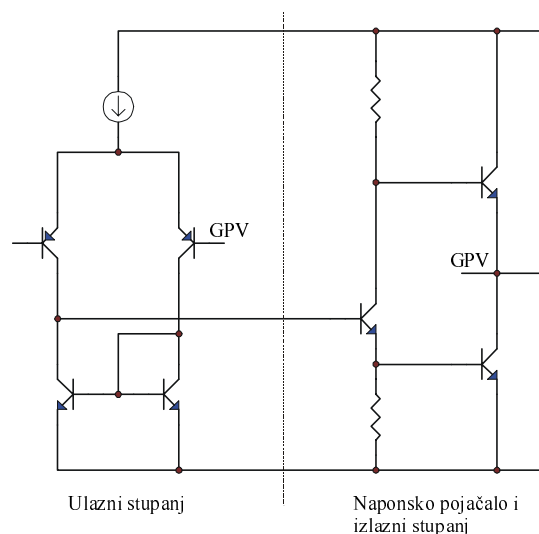 GPV
GPV
Ulazni stupanj
Naponsko pojačalo i
izlazni stupanj